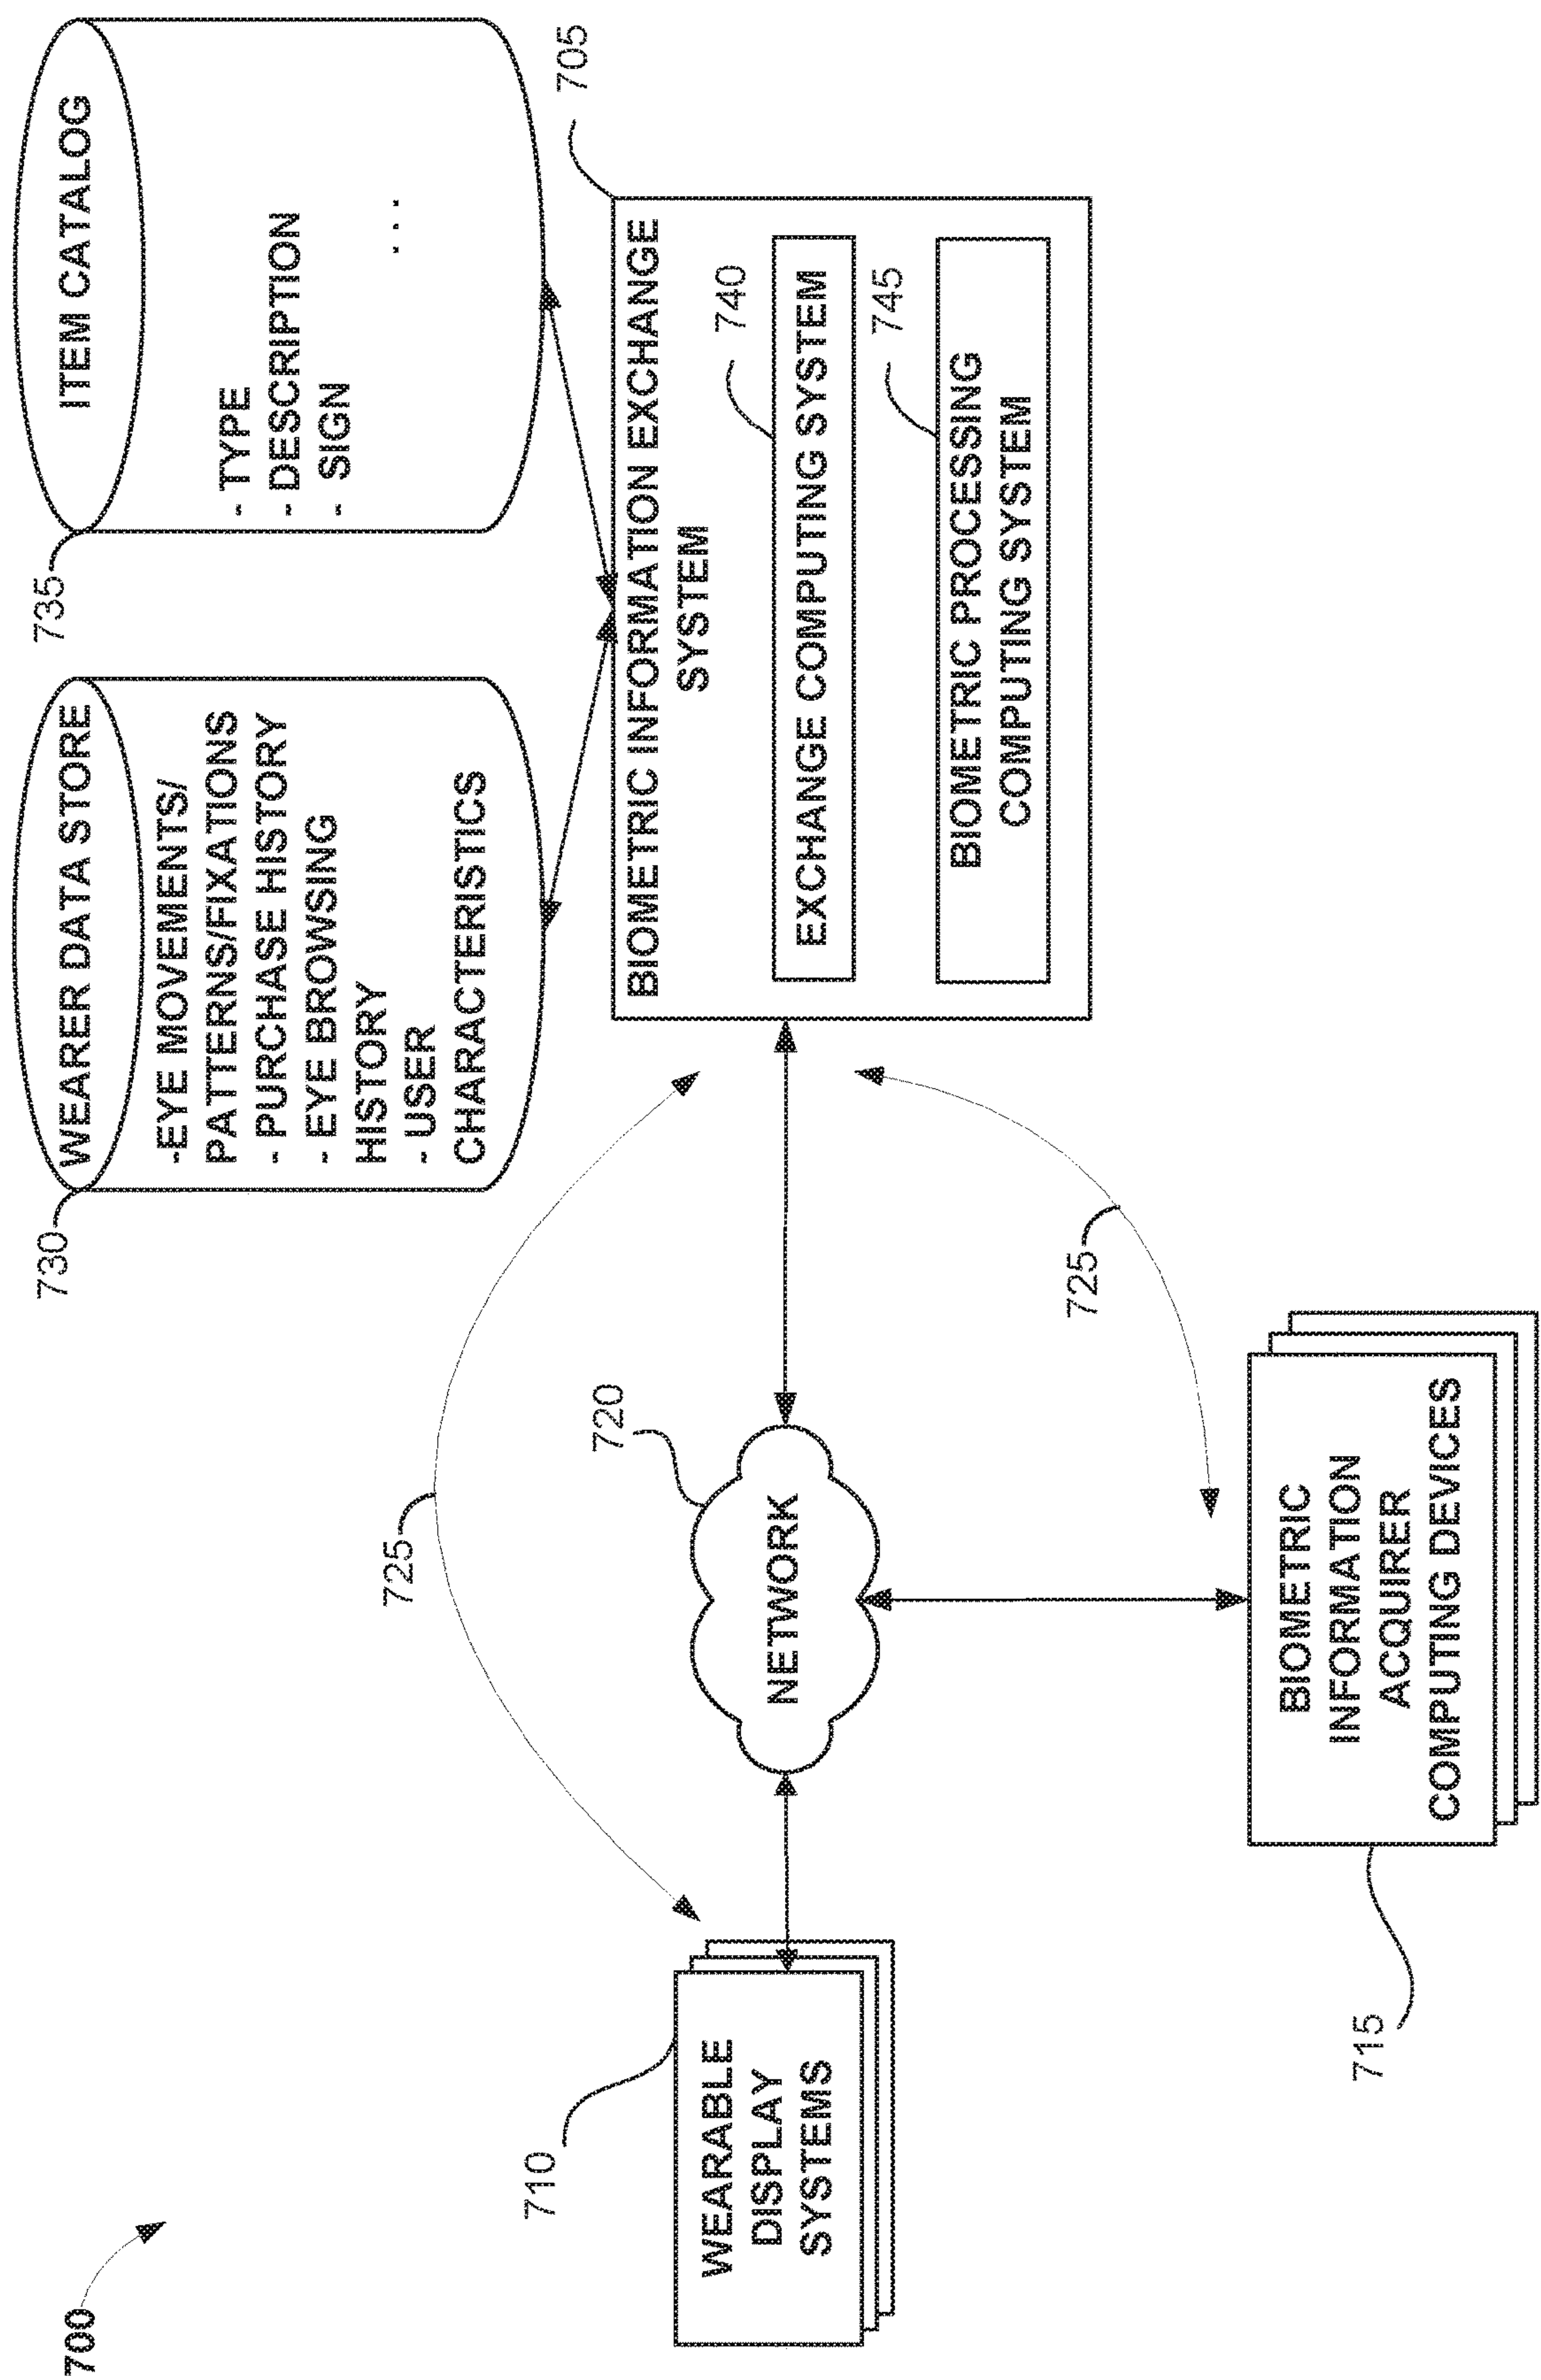 700
730
WEARER DATA STORE
-EYE MOVEMENTS/
PATTERNS/FIXATIONS
- PURCHASE HISTORY
- EYE BROWSING
HISTORY
- USER
CHARACTERISTICS
735
ITEM CATALOG
- TYPE
- DESCRIPTION
- SIGN
...
725
710
WEARABLE
DISPLAY
SYSTEMS
720
NETWORK
705
BIOMETRIC INFORMATION EXCHANGE
SYSTEM
740
EXCHANGE COMPUTING SYSTEM
745
BIOMETRIC PROCESSING
COMPUTING SYSTEM
725
715
BIOMETRIC
INFORMATION
ACQUIRER
COMPUTING DEVICES